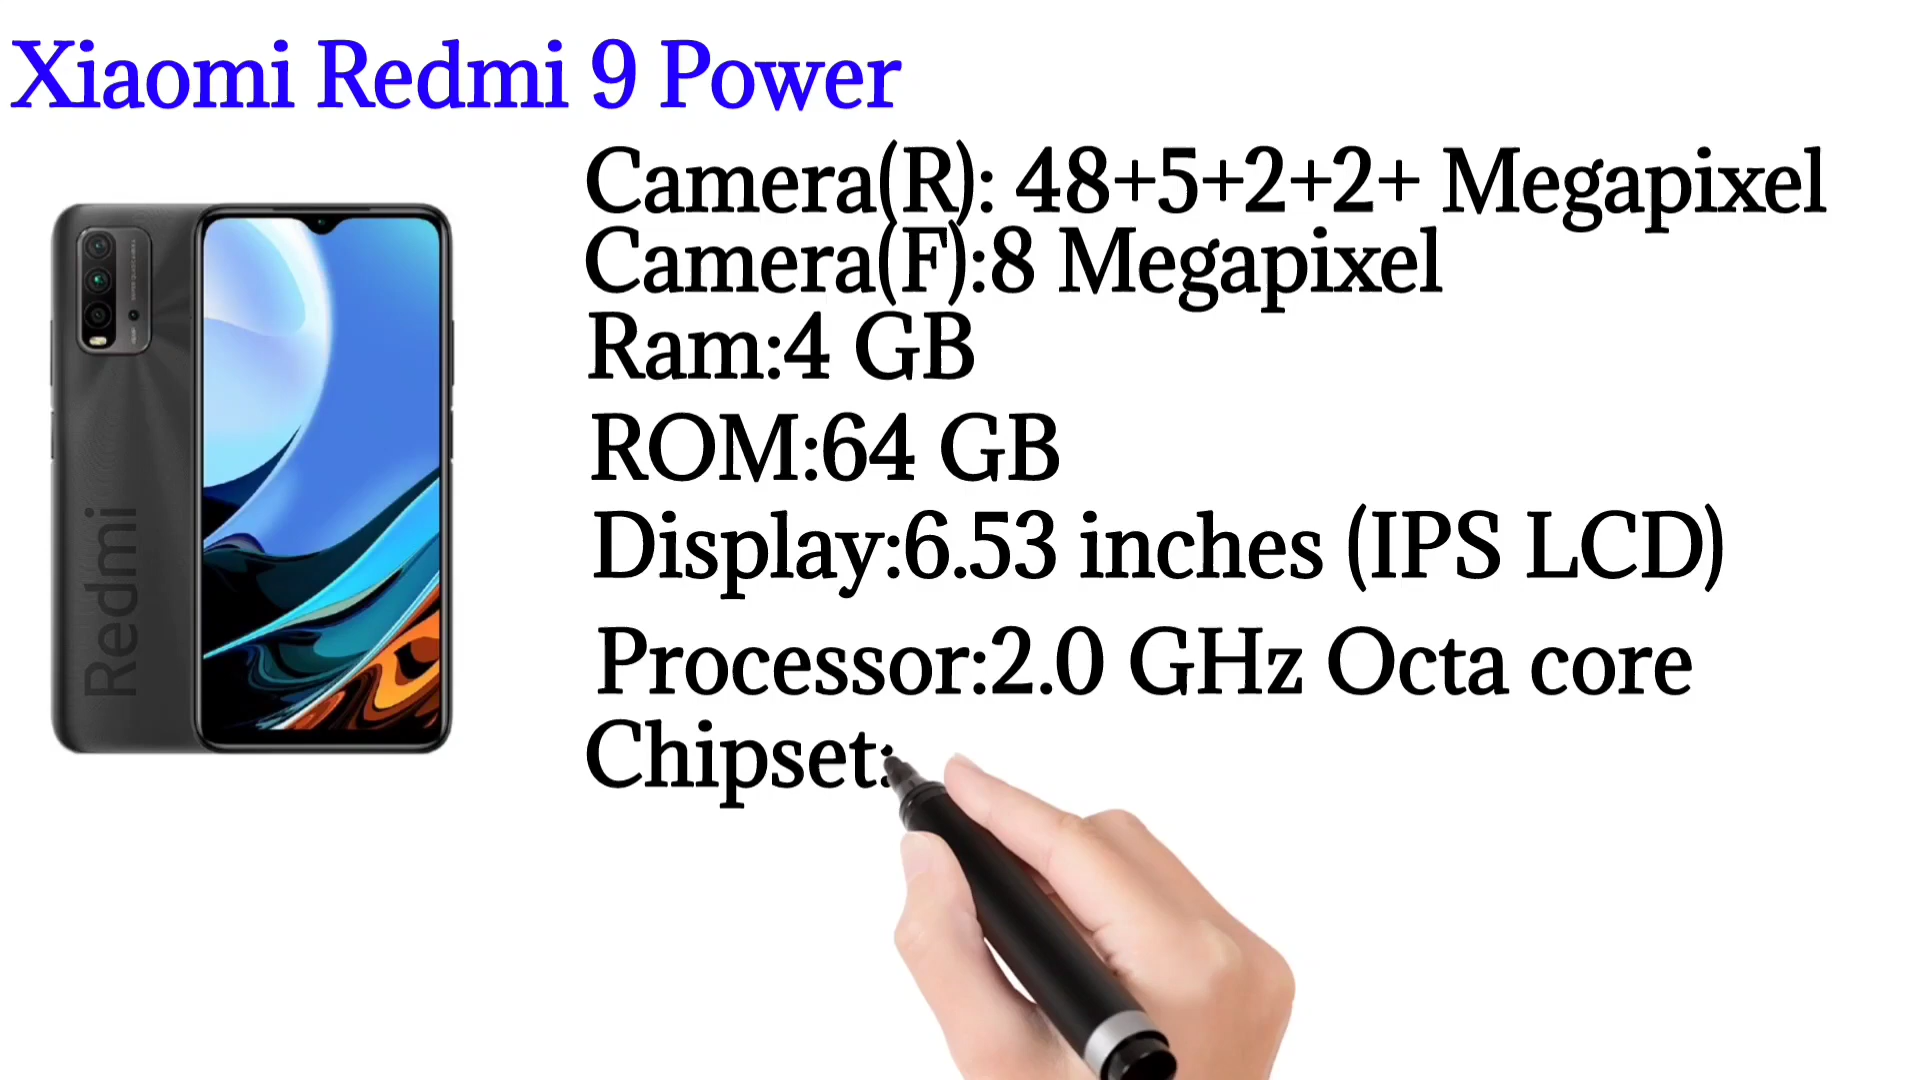 Xiaomi Redmi 9 Power
Camera(R): 48+5+2+2+ Megapixel
Camera(F):8 Megapixel
Ram:4 GB
ROM:64 GB
Display:6.53 inches (IPS LCD)
Processor:2.0 GHz Octa core
Chipset:
Redmi